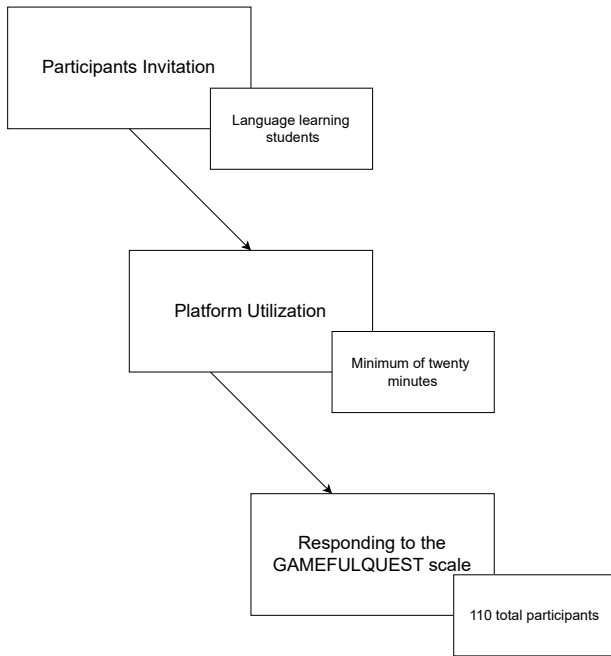 Participants Invitation
Language learning
students
Platform Utilization
Minimum of twenty
minutes
Responding to the
GAMEFULQUEST scale
110 total participants